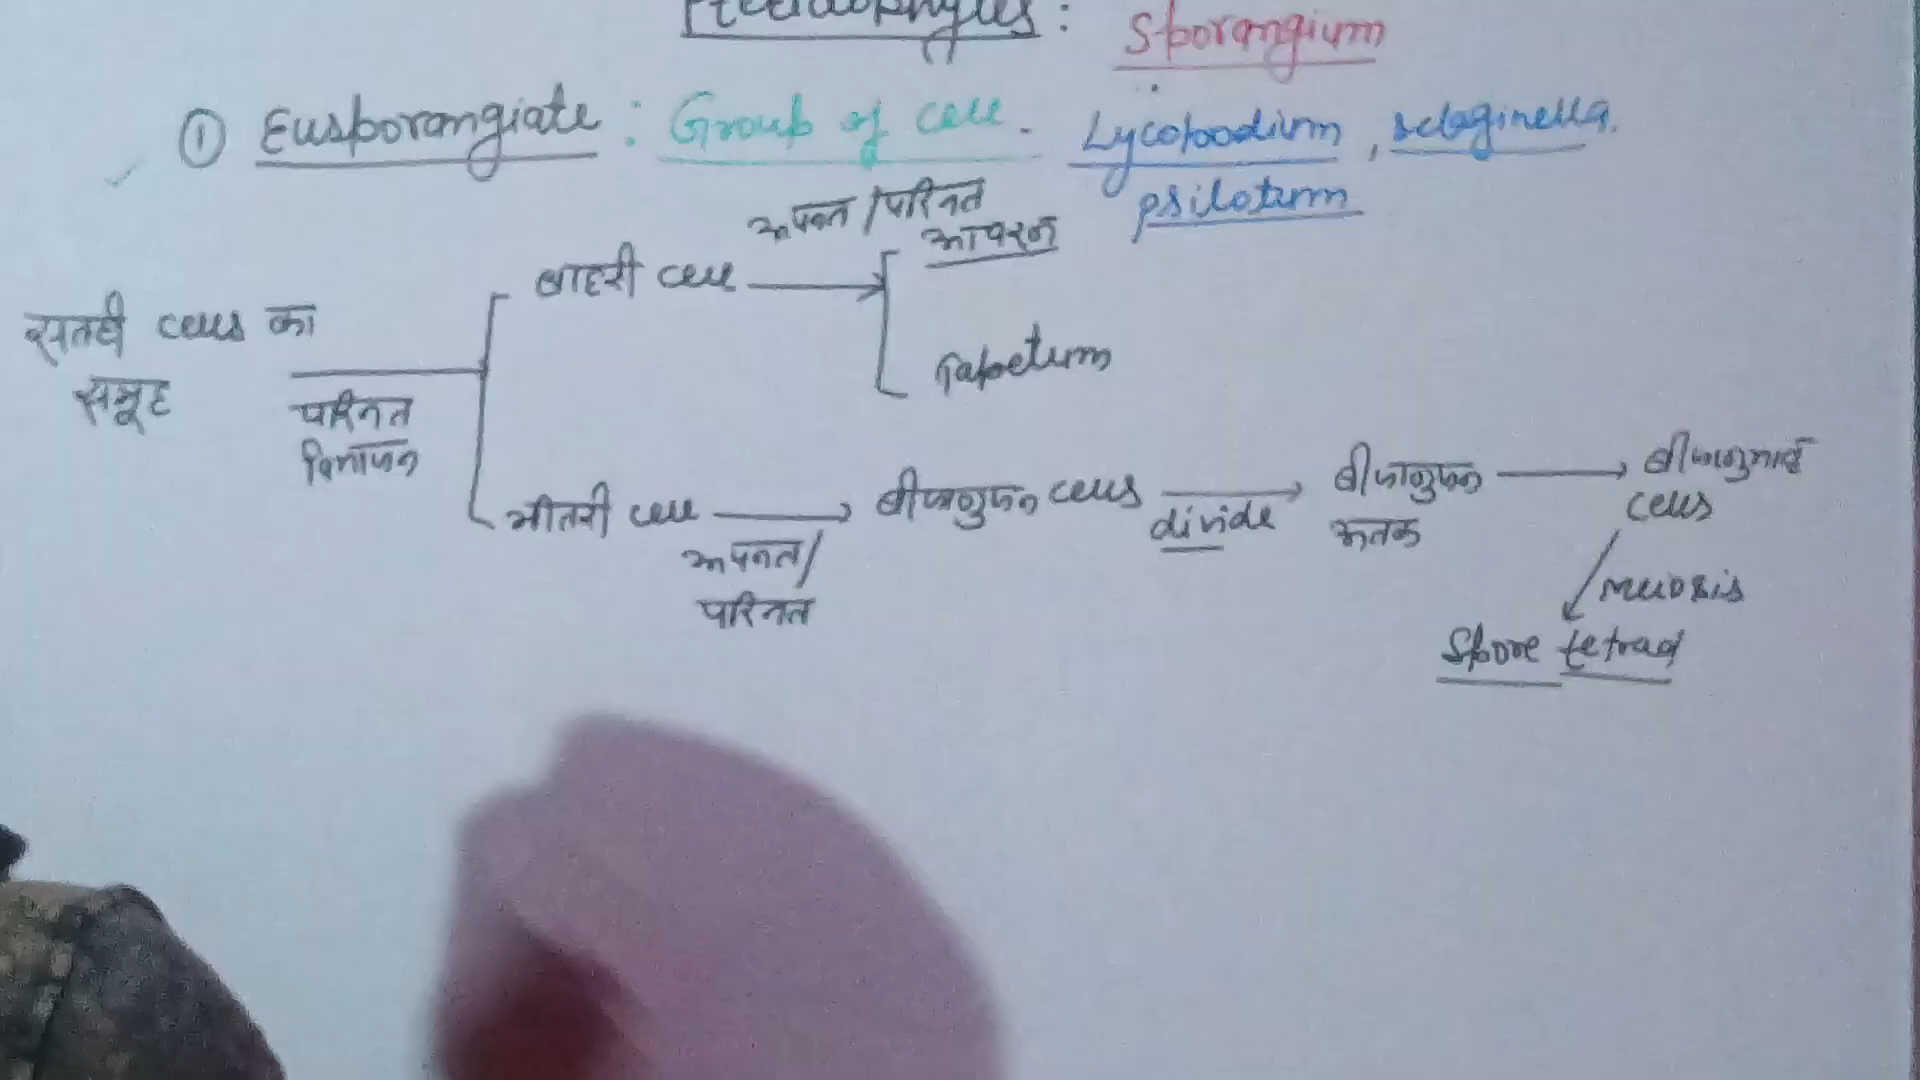 Pteridophytes : Sporangium
① Eusporangiate : Group of cell. Lycopodium, selaginella,
psilotum
अपनत / परिनत
बाहरी cell → आवरण
Tapetum
सतही cells का
समूह
परिनत
विभाजन
भीतरी cell → बीजानुजन cells → बीजानुजन → बीजाणुमातृ
divide
अपनत /
परिनत
ऊतक
cells
meiosis
Spore tetrad